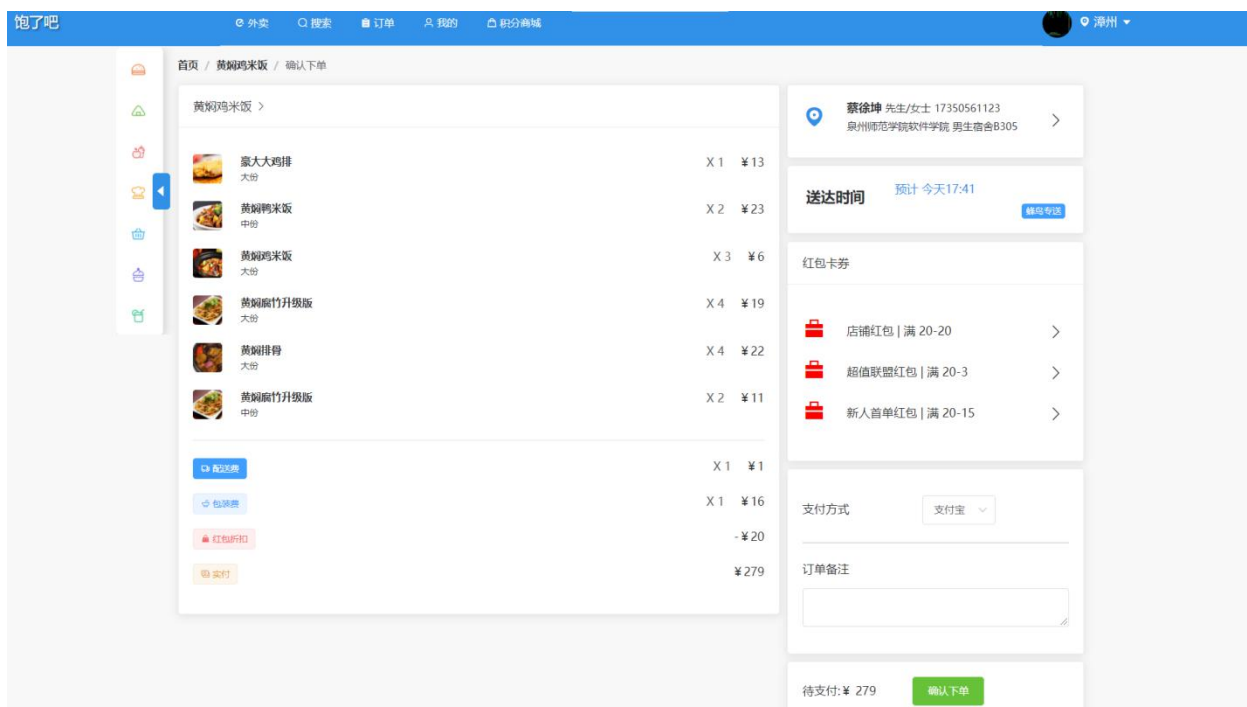 饱了吧
外卖 搜索 订单 我的 积分商城
漳州
首页 / 黄焖鸡米饭 / 确认下单
黄焖鸡米饭 >
豪大大鸡排 X 1 ¥13
大份
黄焖鸭米饭 X 2 ¥23
中份
黄焖鸡米饭 X 3 ¥6
大份
黄焖腐竹升级版 X 4 ¥19
大份
黄焖排骨 X 4 ¥22
大份
黄焖腐竹升级版 X 2 ¥11
中份
配送费 X 1 ¥1
包装费 X 1 ¥16
红包折扣 -¥20
实付 ¥279
蔡徐坤 先生/女士 17350561123
泉州师范学院软件学院 男生宿舍B305
送达时间 预计 今天17:41
蜂鸟专送
红包卡券
店铺红包 | 满 20-20
超值联盟红包 | 满 20-3
新人首单红包 | 满 20-15
支付方式 支付宝
订单备注
待支付:¥ 279 确认下单